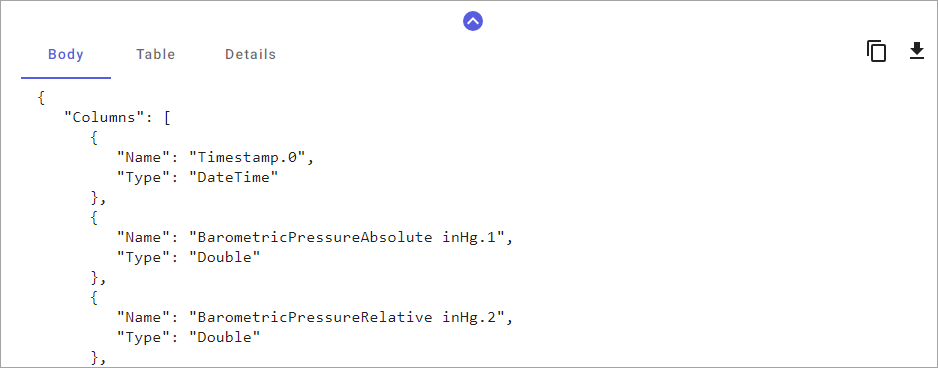 Body Table Details
{
"Columns": [
{
"Name": "Timestamp.0",
"Type": "DateTime"
},
{
"Name": "BarometricPressureAbsolute inHg.1",
"Type": "Double"
},
{
"Name": "BarometricPressureRelative inHg.2",
"Type": "Double"
},